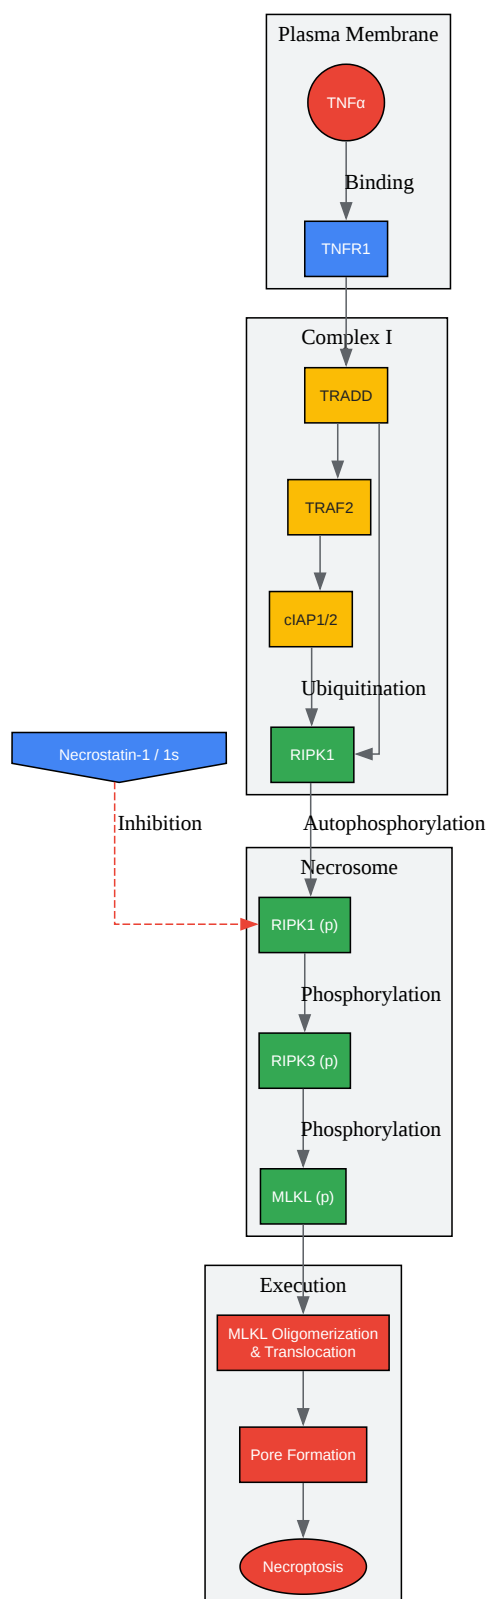 Plasma Membrane
TNFα
Binding
TNFR1
Complex I
TRADD
TRAF2
cIAP1/2
Ubiquitination
RIPK1
Necrostatin-1 / 1s
Inhibition
Autophosphorylation
Necrosome
RIPK1 (p)
Phosphorylation
RIPK3 (p)
Phosphorylation
MLKL (p)
Execution
MLKL Oligomerization
& Translocation
Pore Formation
Necroptosis